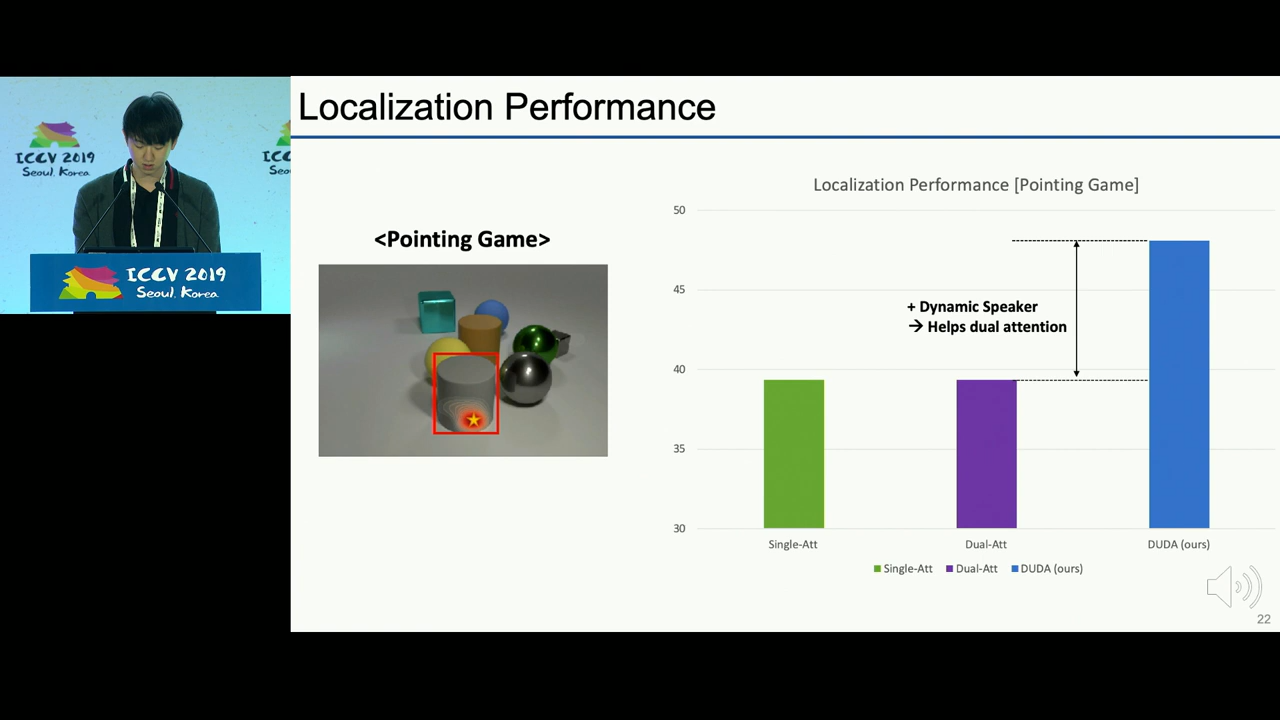 Localization Performance
ICCV 2019
Seoul. Korea
ICC
Seo
ICCV 2019
Seoul. Korea
<Pointing Game>
Localization Performance [Pointing Game]
50
45
40
35
30
+ Dynamic Speaker
→ Helps dual attention
Single-Att
Dual-Att
DUDA (ours)
Single-Att
Dual-Att
DUDA (ours)
22